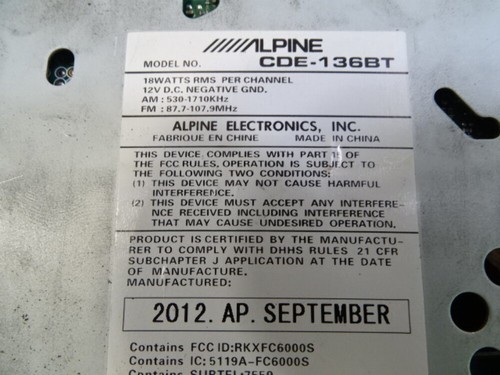 ALPINE
MODEL NO. CDE-136BT
18WATTS RMS PER CHANNEL
12V D.C. NEGATIVE GND.
AM : 530-1710KHz
FM : 87.7-107.9MHz
ALPINE ELECTRONICS, INC.
FABRIQUE EN CHINE MADE IN CHINA
THIS DEVICE COMPLIES WITH PART 15 OF
THE FCC RULES. OPERATION IS SUBJECT TO
THE FOLLOWING TWO CONDITIONS:
(1) THIS DEVICE MAY NOT CAUSE HARMFUL
INTERFERENCE.
(2) THIS DEVICE MUST ACCEPT ANY INTERFERE-
NCE RECEIVED INCLUDING INTERFERENCE
THAT MAY CAUSE UNDESIRED OPERATION.
PRODUCT IS CERTIFIED BY THE MANUFACTU-
RER TO COMPLY WITH DHHS RULES 21 CFR
SUBCHAPTER J APPLICATION AT THE DATE
OF MANUFACTURE.
MANUFACTURED:
2012. AP. SEPTEMBER
Contains FCC ID:RKXFC6000S
Contains IC: 5119A-FC6000S
Contains SUBTEL:7550